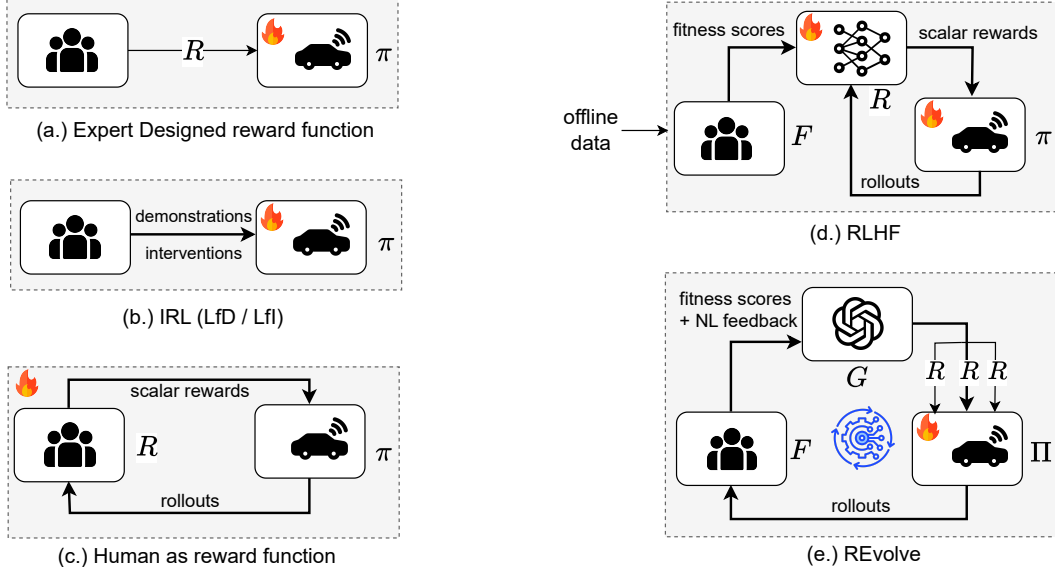 R
π
(a.) Expert Designed reward function
demonstrations
interventions
π
(b.) IRL (LfD / LfI)
scalar rewards
R
π
rollouts
(c.) Human as reward function
fitness scores
scalar rewards
R
offline
data
F
π
rollouts
(d.) RLHF
fitness scores
+ NL feedback
G
R R R
F
Π
rollouts
(e.) REvolve